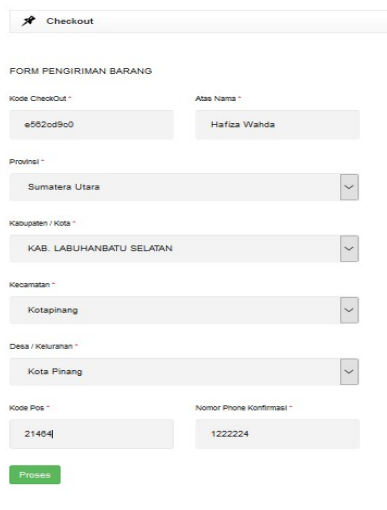 Checkout
FORM PENGIRIMAN BARANG
Kode CheckOut * Atas Nama *
e562cd9c0 Hafiza Wahda
Provinsi *
Sumatera Utara
Kabupaten / Kota *
KAB. LABUHANBATU SELATAN
Kecamatan *
Kotapinang
Desa / Kelurahan *
Kota Pinang
Kode Pos * Nomor Phone Konfirmasi *
21464 1222224
Proses